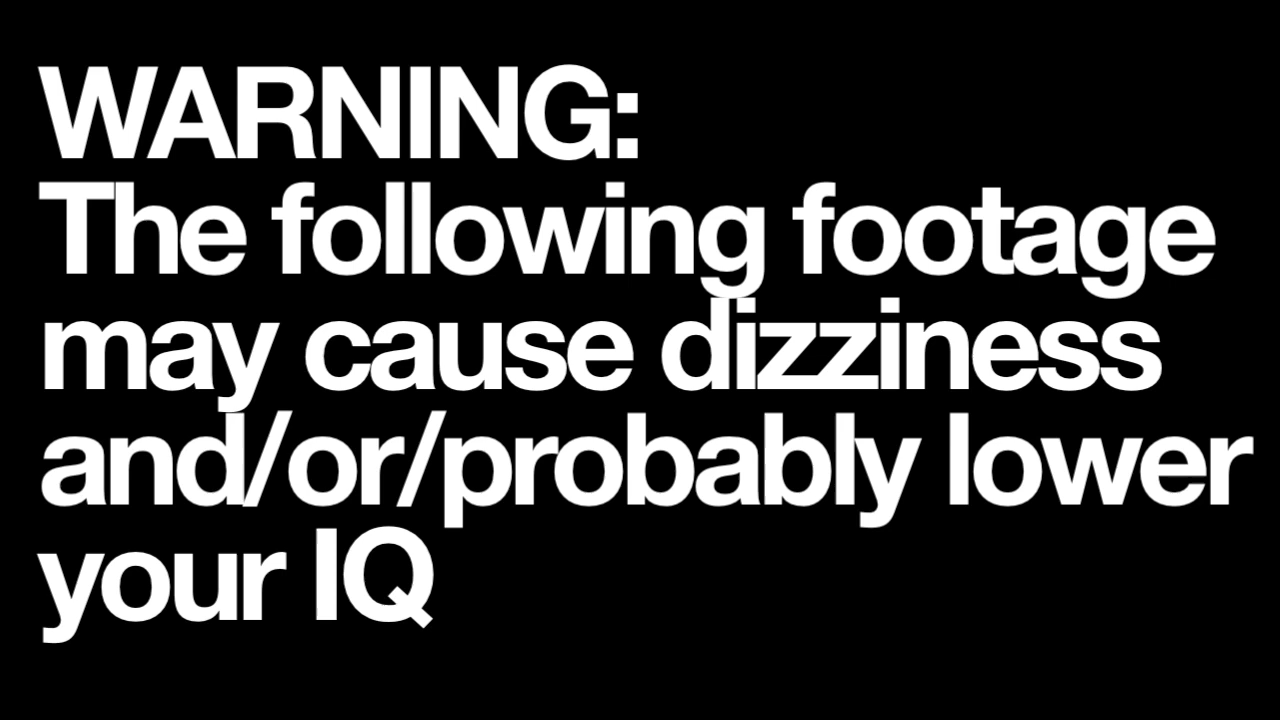 WARNING:
The following footage
may cause dizziness
and/or/probably lower
your IQ